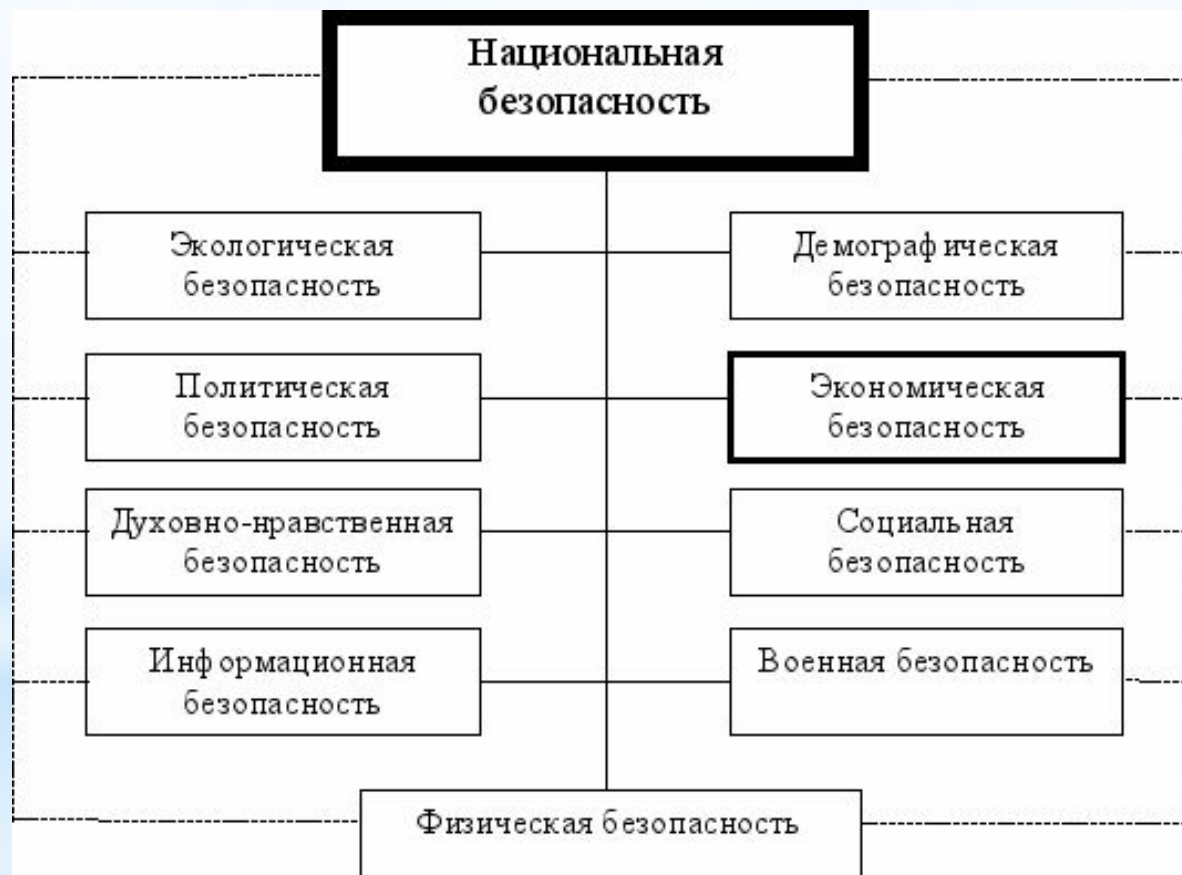 Национальная
безопасность
Экологическая
безопасность
Демографическая
безопасность
Политическая
безопасность
Экономическая
безопасность
Духовно-нравственная
безопасность
Социальная
безопасность
Информационная
безопасность
Военная безопасность
Физическая безопасность